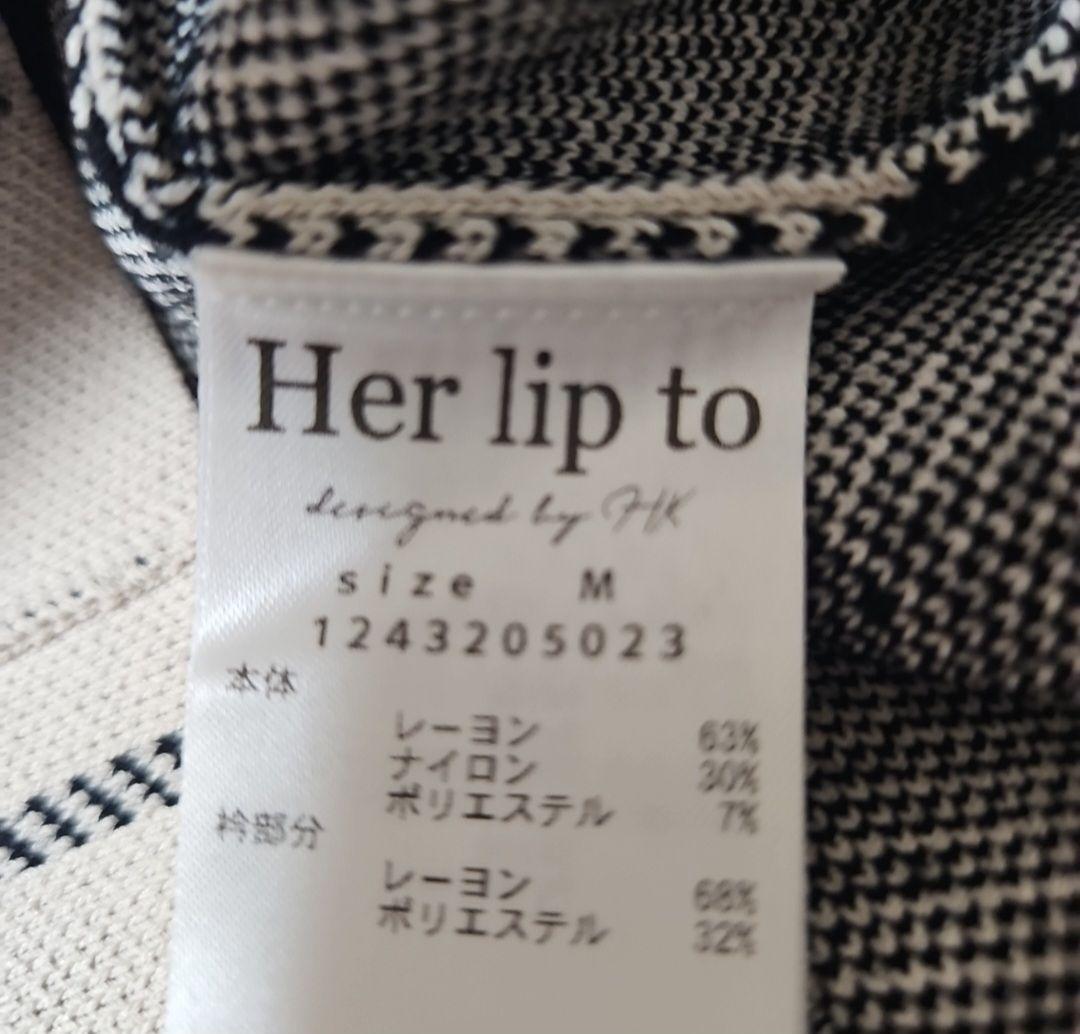 Her lip to
designed by HK
size M
1243205023
本体
レーヨン 63%
ナイロン 30%
ポリエステル 7%
衿部分
レーヨン 68%
ポリエステル 32%